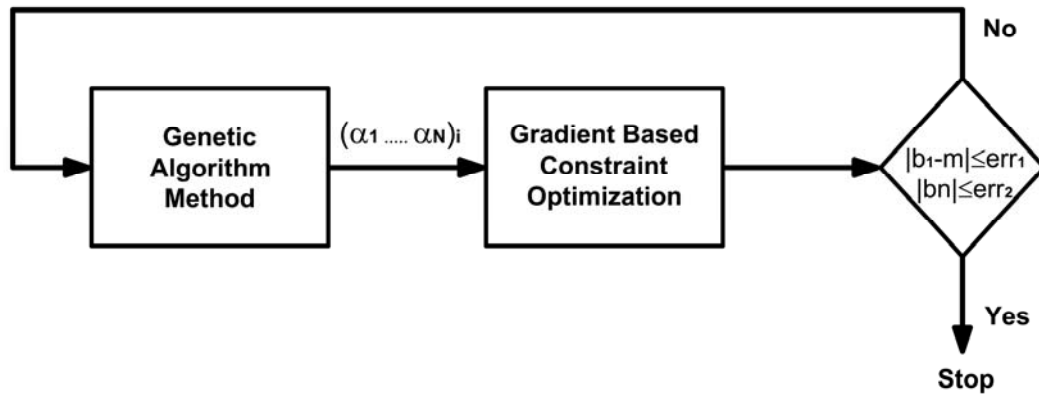 No
Genetic
Algorithm
Method
(α₁ ..... αN)i
Gradient Based
Constraint
Optimization
|b₁-m|≤err₁
|bn|≤err₂
Yes
Stop